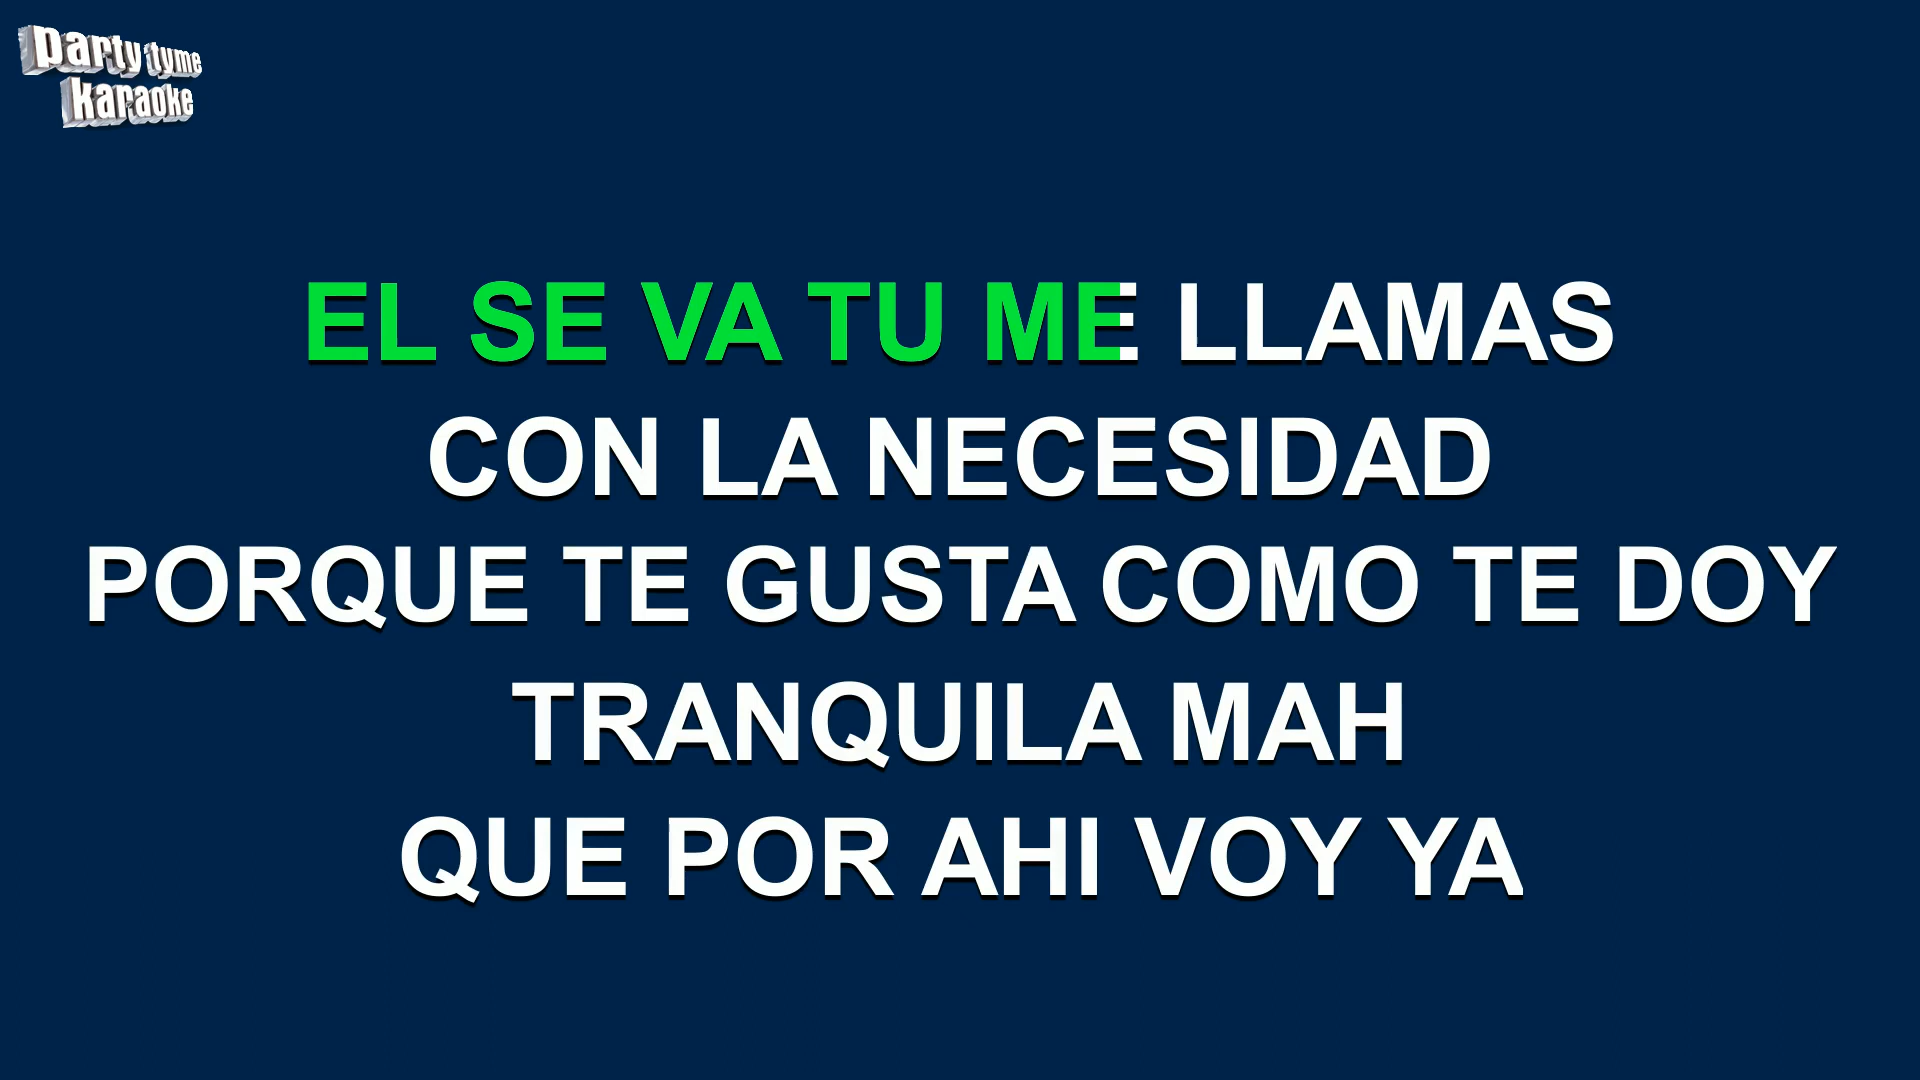 party tyme
karaoke
EL SE VA TU ME LLAMAS
CON LA NECESIDAD
PORQUE TE GUSTA COMO TE DOY
TRANQUILA MAH
QUE POR AHI VOY YA